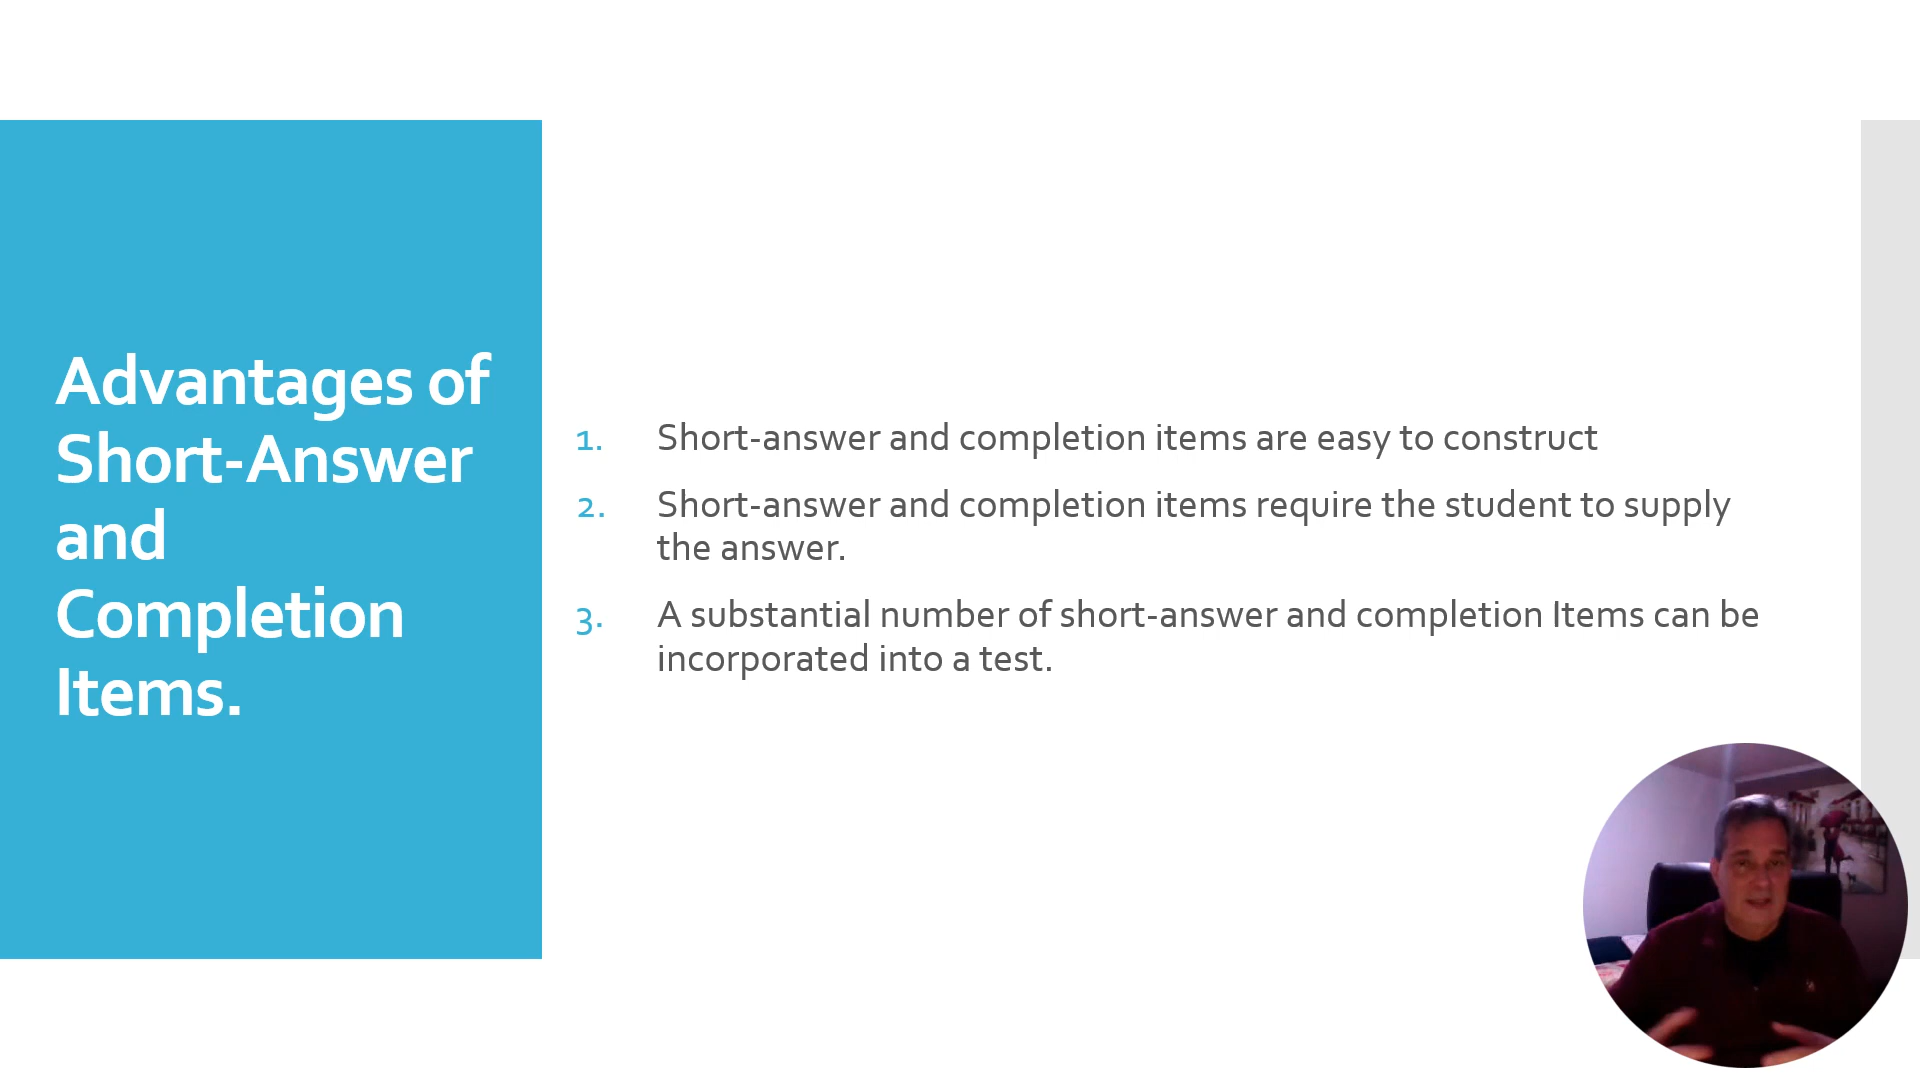 Advantages of
Short-Answer
and
Completion
Items.
1. Short-answer and completion items are easy to construct
2. Short-answer and completion items require the student to supply
the answer.
3. A substantial number of short-answer and completion Items can be
incorporated into a test.